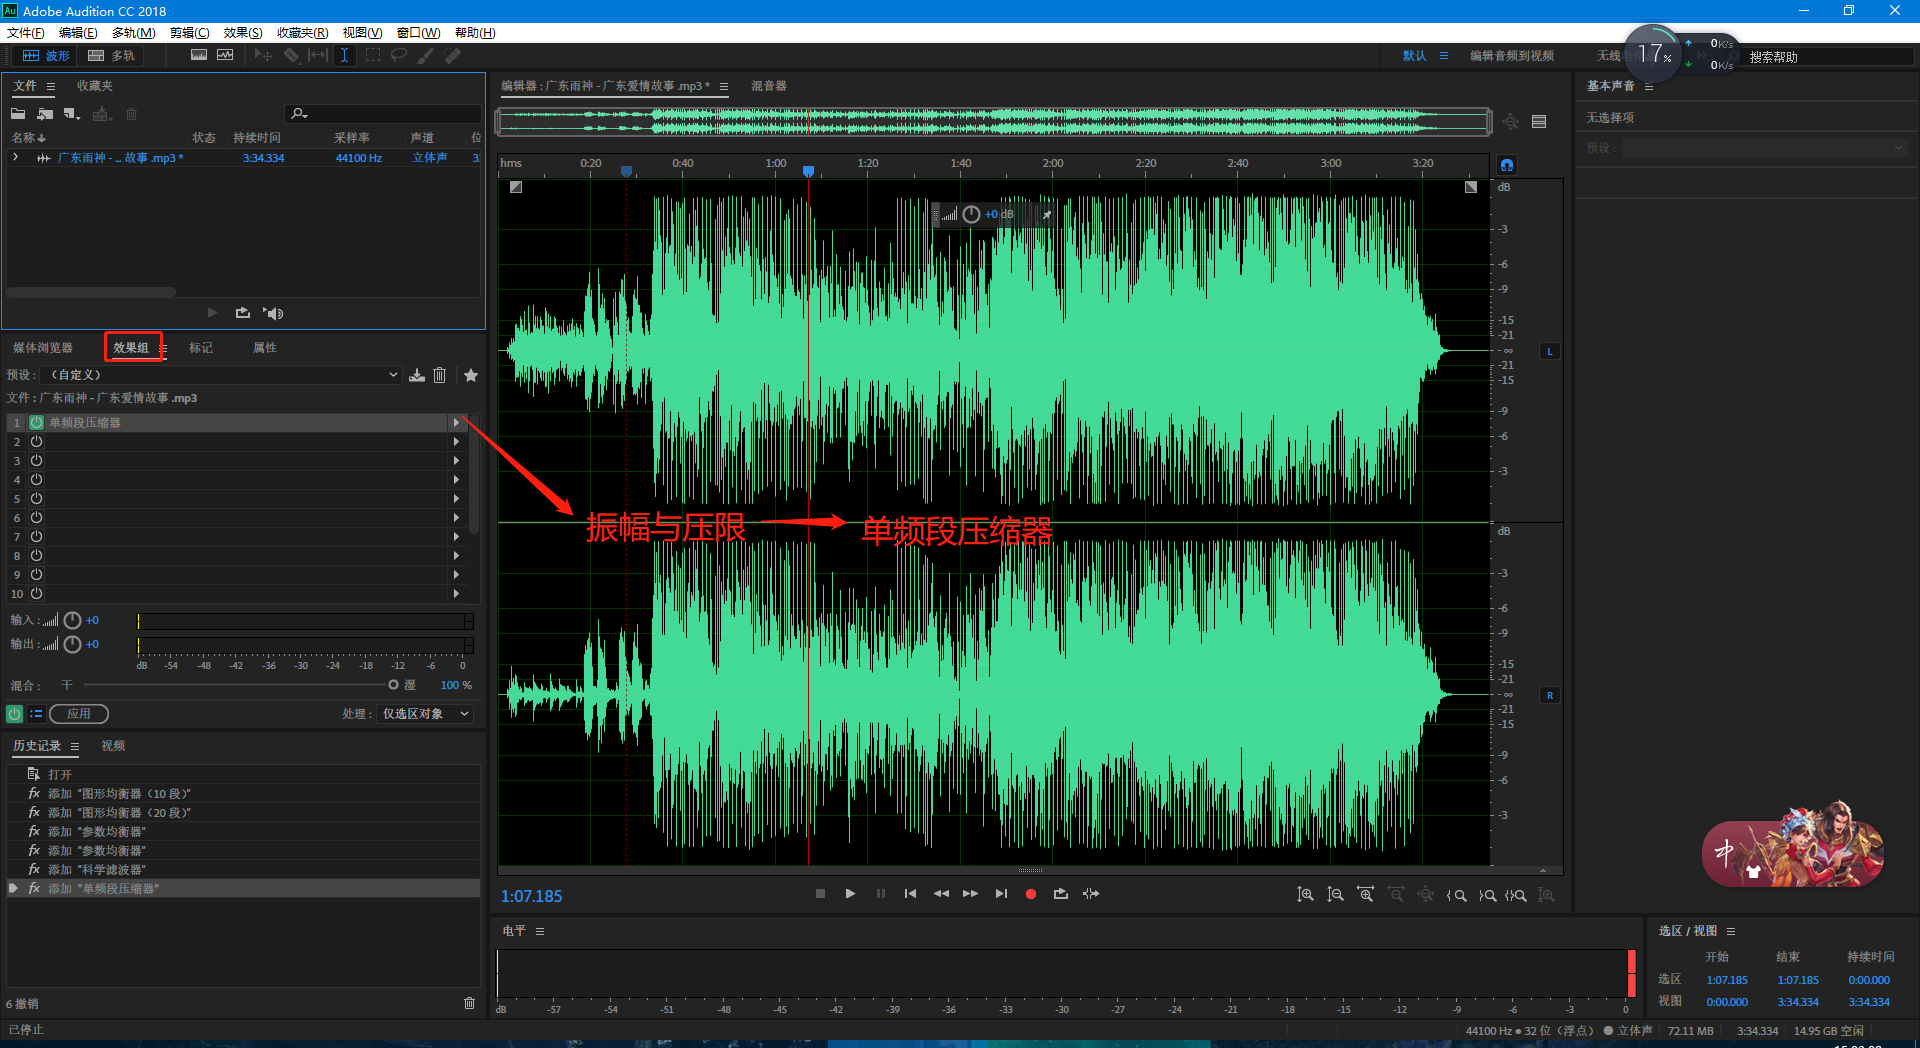 Au Adobe Audition CC 2018
文件(F) 编辑(E) 多轨(M) 剪辑(C) 效果(S) 收藏夹(R) 视图(V) 窗口(W) 帮助(H)
波形 多轨
默认 编辑音频到视频 17% 0K/s 0K/s 搜索帮助
文件 收藏夹
名称 状态 持续时间 采样率 声道
广东雨神 - ... 故事 .mp3 * 3:34.334 44100 Hz 立体声
媒体浏览器 效果组 标记 属性
预设: (自定义)
文件 : 广东雨神 - 广东爱情故事 .mp3
1 单频段压缩器
2
3
4
5
6
7
8
9
10
输入 : +0
输出 : +0
dB -54 -48 -42 -36 -30 -24 -18 -12 -6 0
混合 : 干 湿 100 %
应用 处理 : 仅选区对象
历史记录 视频
打开
fx 添加 "图形均衡器（10 段）"
fx 添加 "图形均衡器（20 段）"
fx 添加 "参数均衡器"
fx 添加 "参数均衡器"
fx 添加 "科学滤波器"
fx 添加 "单频段压缩器"
6 撤销
已停止
编辑器 : 广东雨神 - 广东爱情故事 .mp3 * 混音器
hms 0:20 0:40 1:00 1:20 1:40 2:00 2:20 2:40 3:00 3:20
+0 dB
dB
-3
-6
-9
-15
-21
-∞
-21
-15
-9
-6
-3
L
振幅与压限 单频段压缩器
dB
-3
-6
-9
-15
-21
-∞
-21
-15
-9
-6
-3
R
1:07.185
电平
dB -57 -54 -51 -48 -45 -42 -39 -36 -33 -30 -27 -24 -21 -18 -15 -12 -9 -6 -3 0
基本声音
无选择项
预设 :
中
选区 / 视图
开始 结束 持续时间
选区 1:07.185 1:07.185 0:00.000
视图 0:00.000 3:34.334 3:34.334
44100 Hz ● 32 位（浮点） ● 立体声 72.11 MB 3:34.334 14.95 GB 空闲